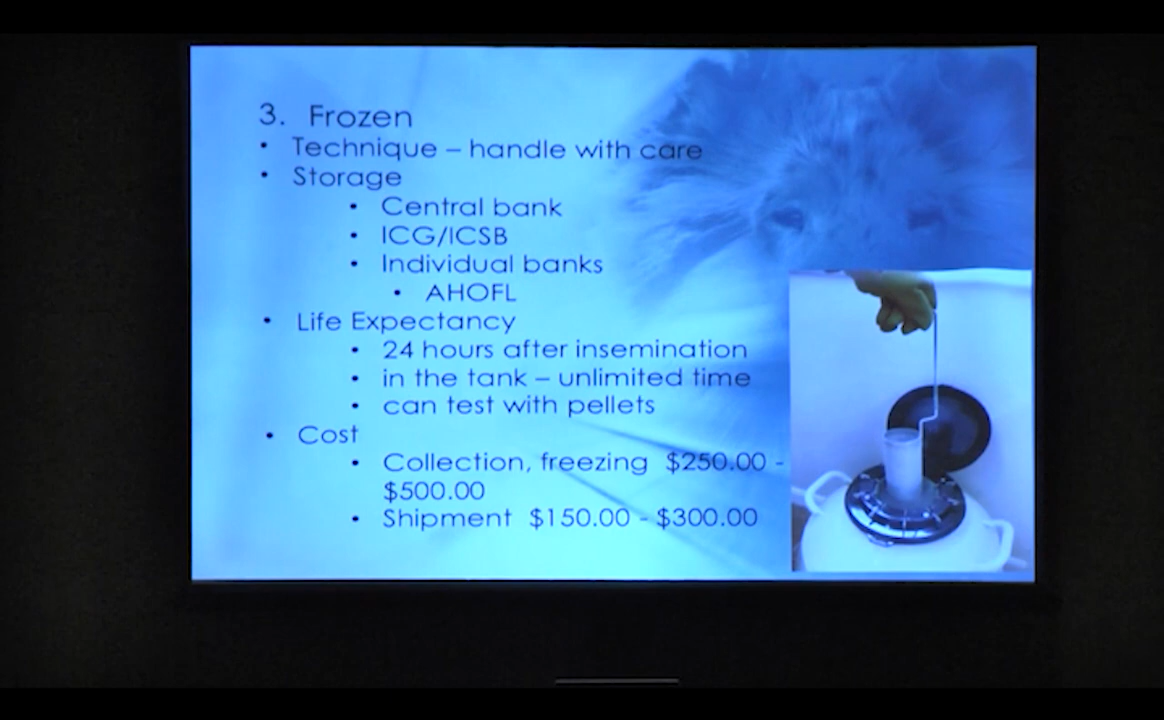 3. Frozen
• Technique – handle with care
• Storage
• Central bank
• ICG/ICSB
• Individual banks
• AHOFL
• Life Expectancy
• 24 hours after insemination
• in the tank – unlimited time
• can test with pellets
• Cost
• Collection, freezing $250.00 -
$500.00
• Shipment $150.00 - $300.00